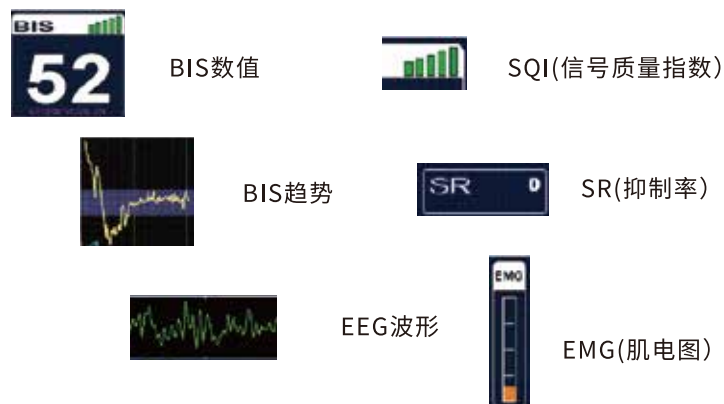 BIS
52
BIS数值
SQI(信号质量指数)
BIS趋势
SR 0
SR(抑制率)
EEG波形
EMG
EMG(肌电图)